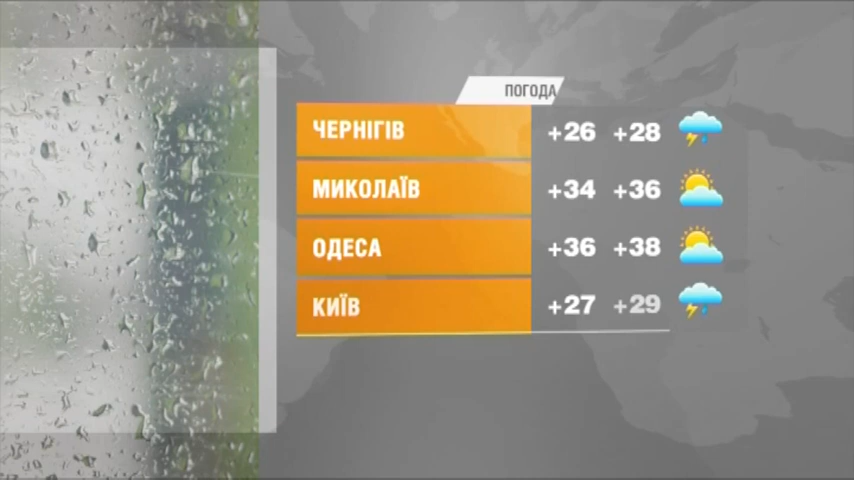 ПОГОДА
ЧЕРНІГІВ +26 +28
МИКОЛАЇВ +34 +36
ОДЕСА +36 +38
КИЇВ +27 +29